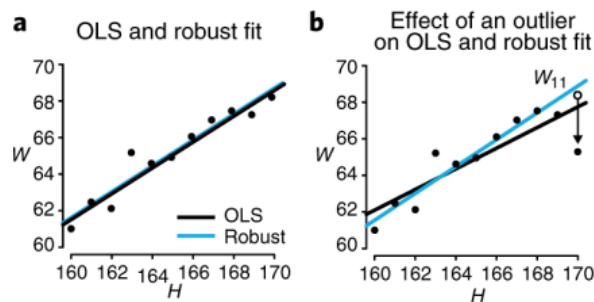 a
OLS and robust fit
70
68
66
W
64
62
60
160 162 164 166 168 170
H
OLS
Robust
b
Effect of an outlier
on OLS and robust fit
70
68
66
W
64
62
60
160 162 164 166 168 170
H
W11